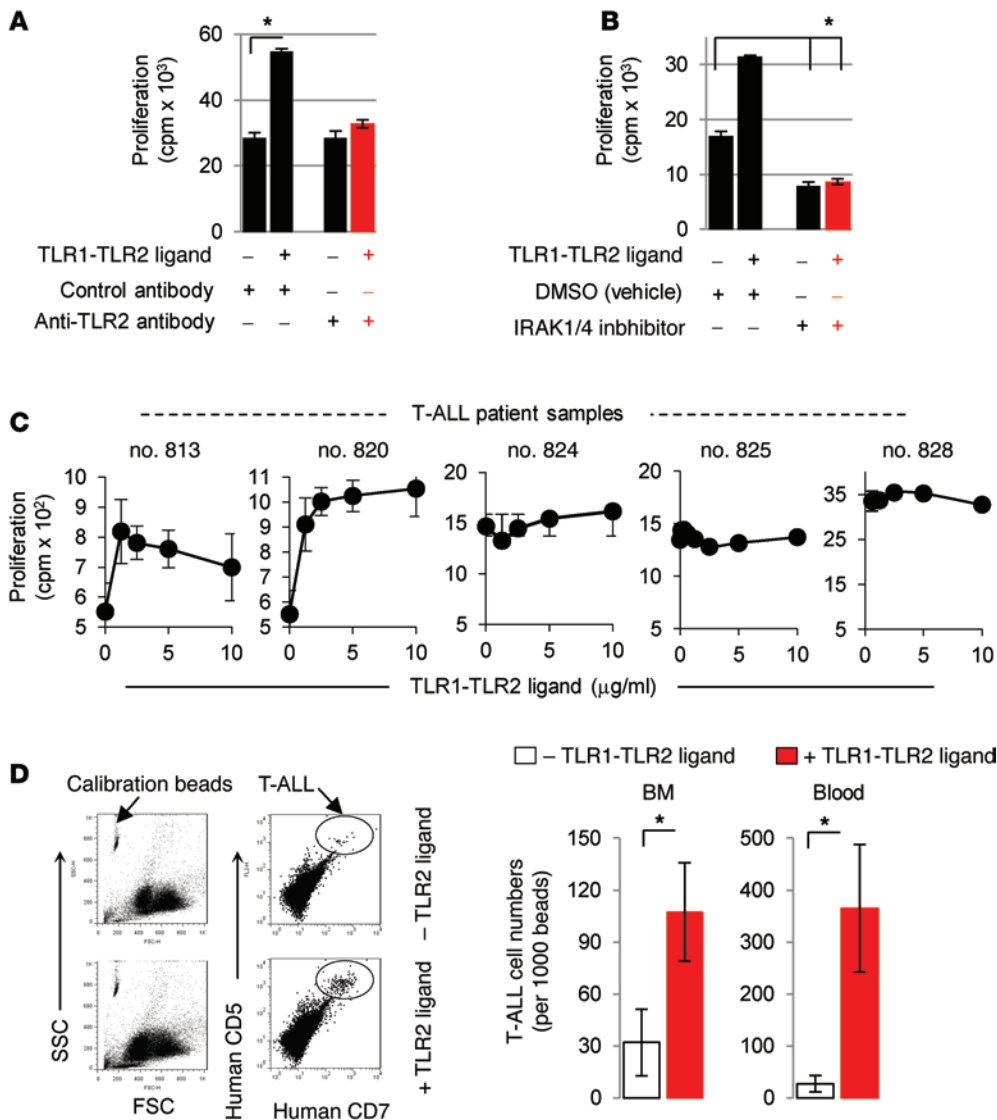 A
Proliferation
(cpm x 10³)
60
40
20
0
*
TLR1-TLR2 ligand – + – +
Control antibody + + – –
Anti-TLR2 antibody – – + +
B
Proliferation
(cpm x 10³)
30
20
10
0
*
TLR1-TLR2 ligand – + – +
DMSO (vehicle) + + – –
IRAK1/4 inbhibitor – – + +
C
T-ALL patient samples
no. 813 no. 820 no. 824 no. 825 no. 828
Proliferation
(cpm x 10²)
10
9
8
7
6
5
0 5 10
11
10
9
8
7
6
5
0 5 10
20
15
10
5
0 5 10
20
15
10
5
0 5 10
45
35
25
15
5
0 5 10
TLR1-TLR2 ligand (μg/ml)
D
Calibration beads
T-ALL
SSC
FSC
Human CD5
Human CD7
– TLR2 ligand
+ TLR2 ligand
– TLR1-TLR2 ligand + TLR1-TLR2 ligand
BM Blood
T-ALL cell numbers
(per 1000 beads)
150
120
90
60
30
0
*
500
400
300
200
100
0
*